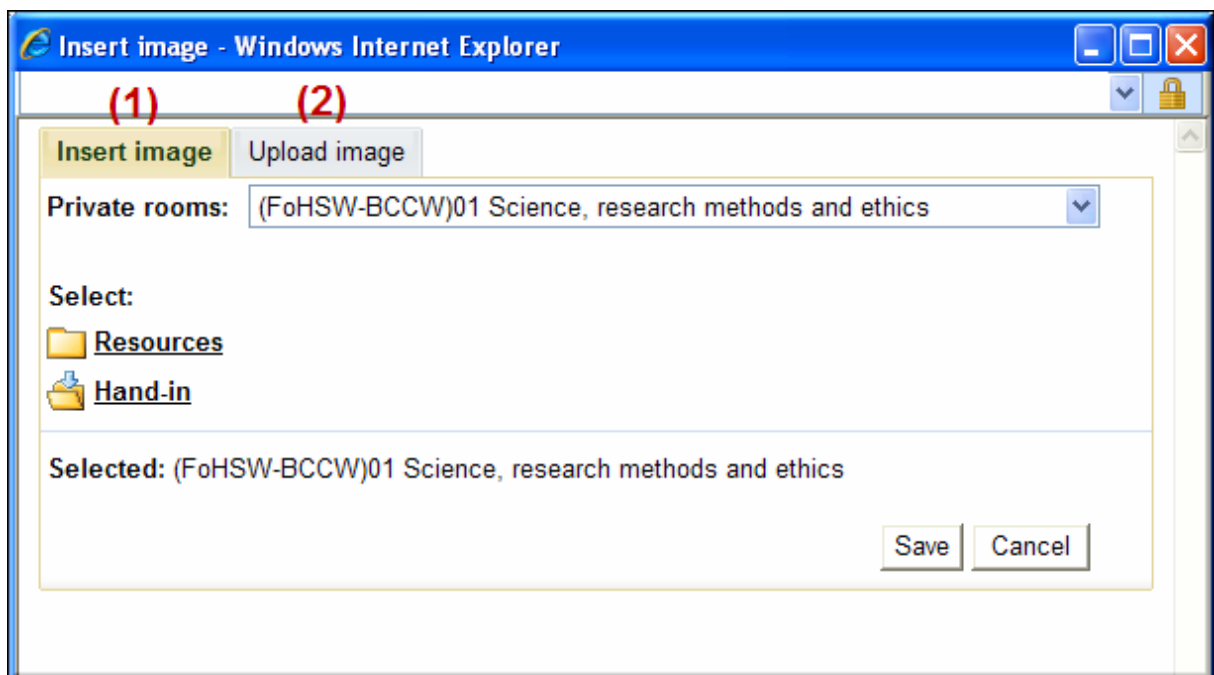 Insert image - Windows Internet Explorer
(1) (2)
Insert image Upload image
Private rooms: (FoHSW-BCCW)01 Science, research methods and ethics
Select:
Resources
Hand-in
Selected: (FoHSW-BCCW)01 Science, research methods and ethics
Save Cancel